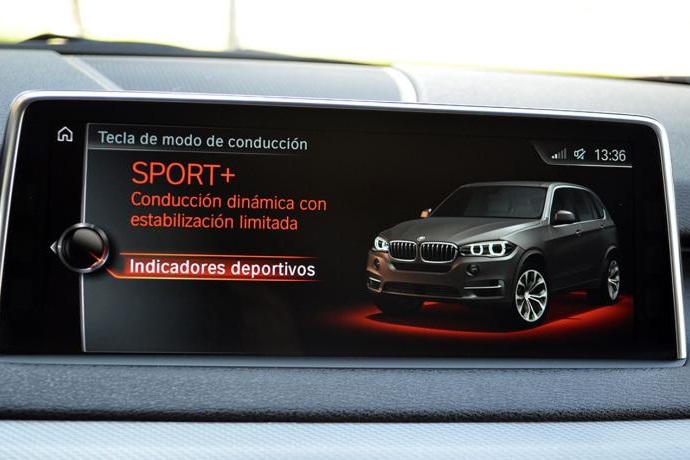 Tecla de modo de conducción
13:36
SPORT+
Conducción dinámica con
estabilización limitada
Indicadores deportivos